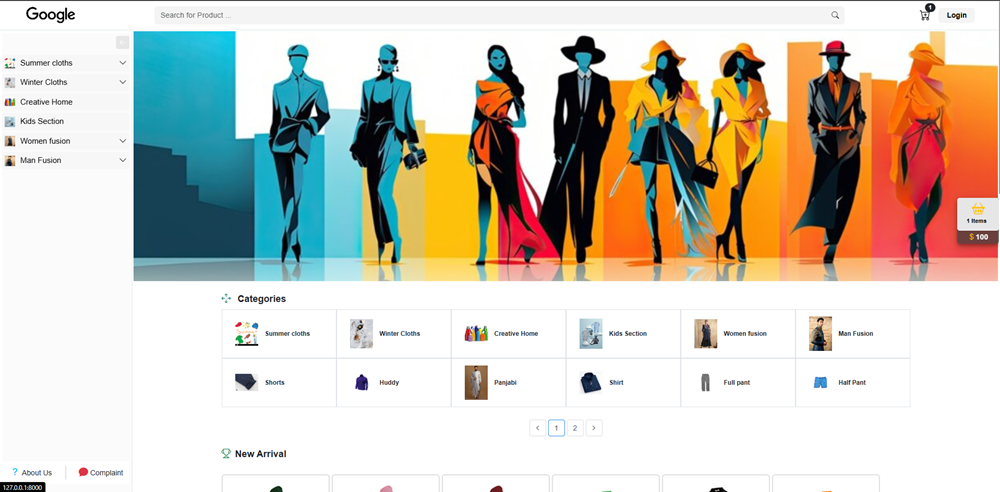 Google
Search for Product ...
1
Login
Summer cloths
Winter Cloths
Creative Home
Kids Section
Women fusion
Man Fusion
1 Items
$ 100
Categories
Summer cloths
Winter Cloths
Creative Home
Kids Section
Women fusion
Man Fusion
Shorts
Huddy
Panjabi
Shirt
Full pant
Half Pant
1
2
New Arrival
? About Us
Complaint
127.0.0.1:8000